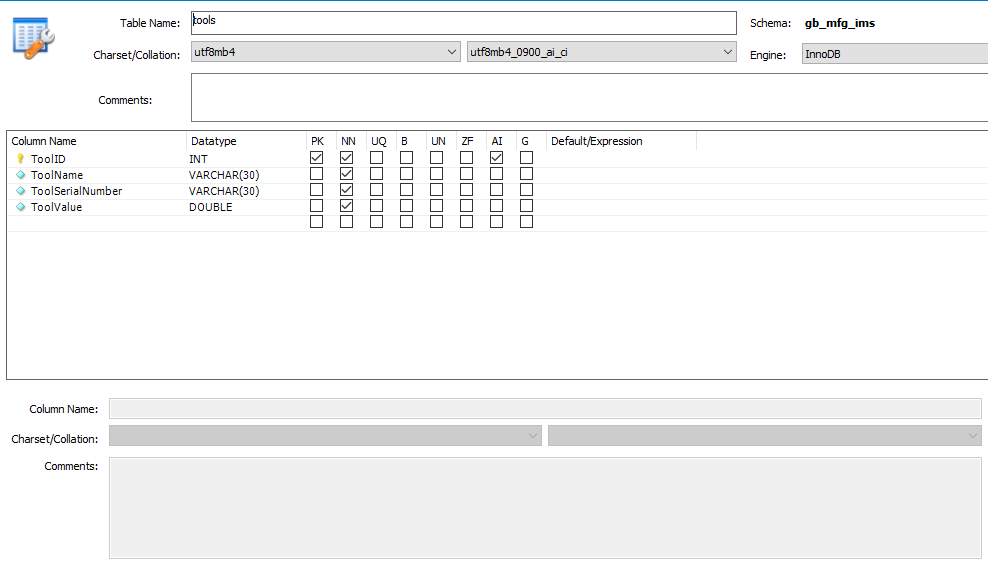 Table Name: tools Schema: gb_mfg_ims
Charset/Collation: utf8mb4 utf8mb4_0900_ai_ci Engine: InnoDB
Comments:
Column Name Datatype PK NN UQ B UN ZF AI G Default/Expression
ToolID INT
ToolName VARCHAR(30)
ToolSerialNumber VARCHAR(30)
ToolValue DOUBLE
Column Name:
Charset/Collation:
Comments: